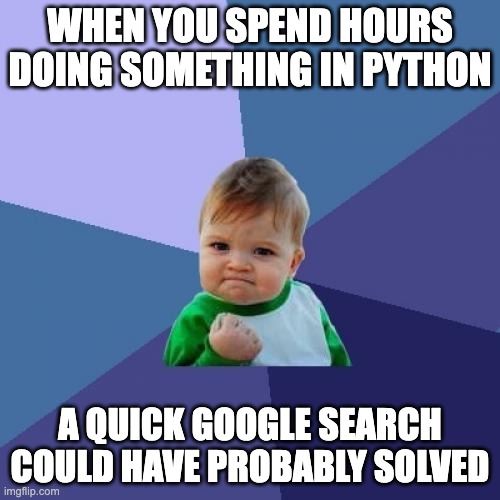 WHEN YOU SPEND HOURS
DOING SOMETHING IN PYTHON
A QUICK GOOGLE SEARCH
COULD HAVE PROBABLY SOLVED
imgflip.com